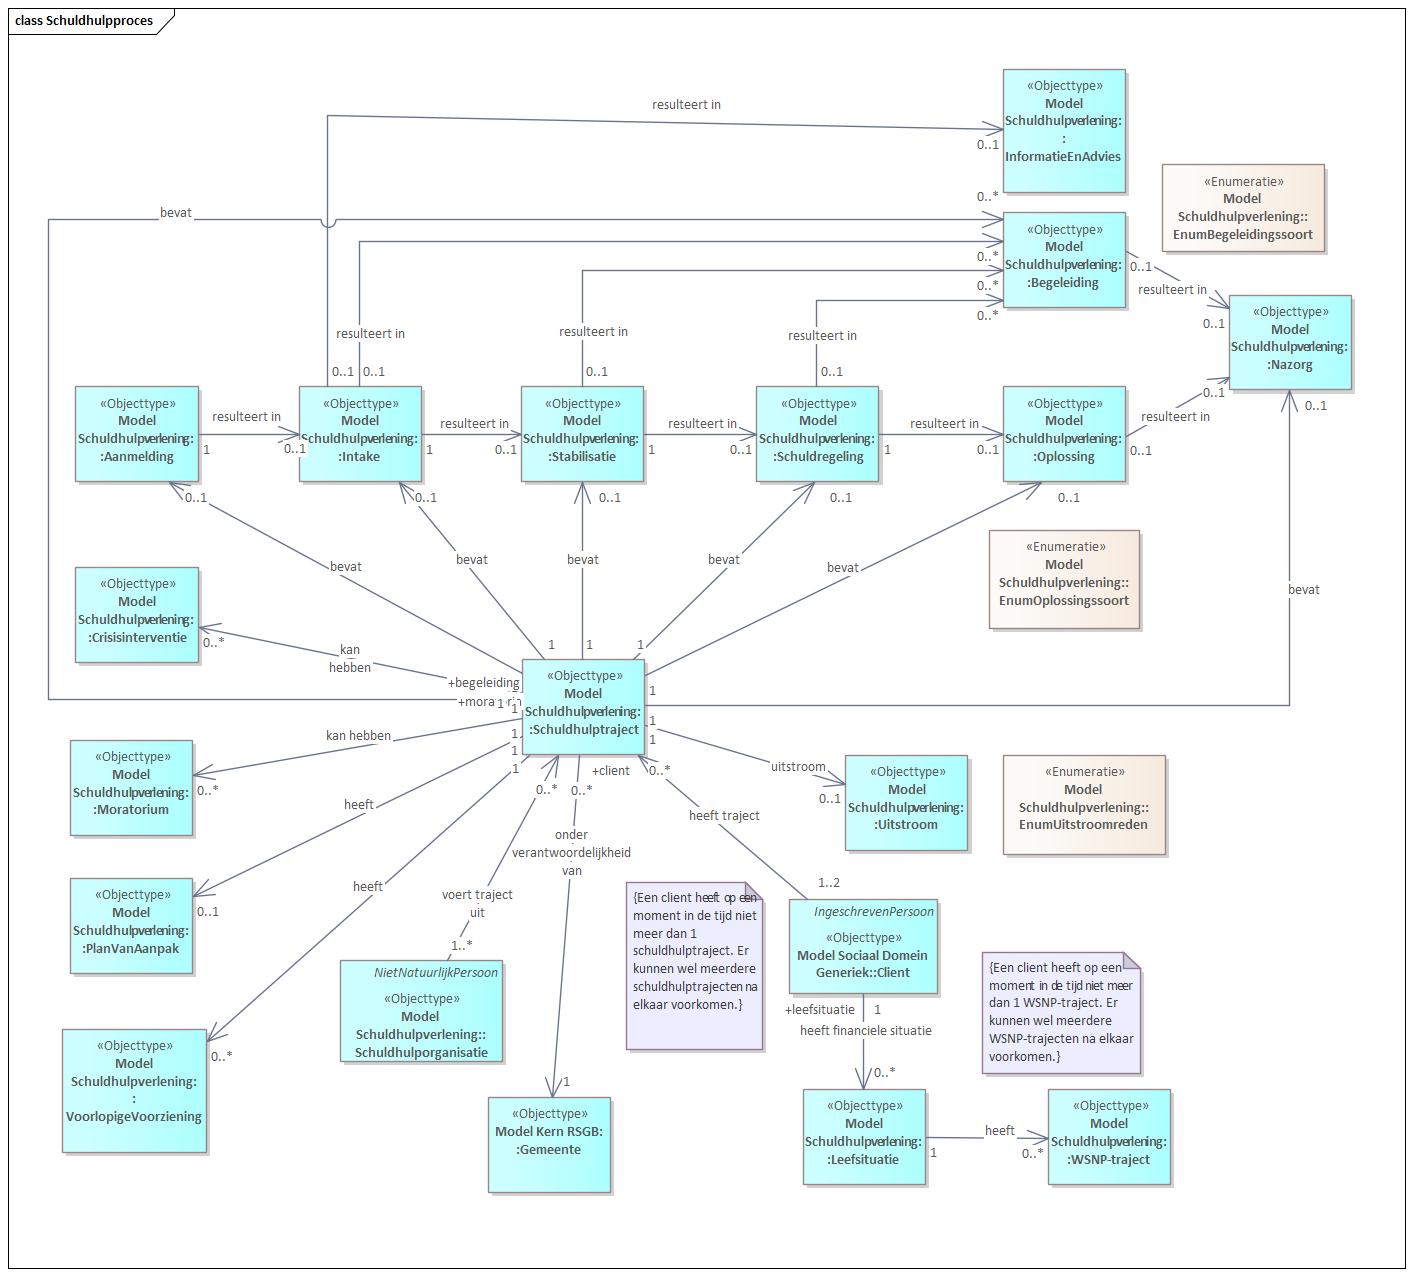 class Schuldhulpproces
resulteert in
0..1
«Objecttype»
Model
Schuldhulpverlening:
:
InformatieEnAdvies
«Enumeratie»
Model
Schuldhulpverlening::
EnumBegeleidingssoort
bevat
0..*
«Objecttype»
Model
Schuldhulpverlening:
:Begeleiding
0..*
0..*
0..*
0..1
resulteert in
0..1
«Objecttype»
Model
Schuldhulpverlening:
:Nazorg
resulteert in
resulteert in
resulteert in
0..1
0..1
0..1
0..1
«Objecttype»
Model
Schuldhulpverlening:
:Aanmelding
resulteert in
1
0..1
«Objecttype»
Model
Schuldhulpverlening:
:Intake
resulteert in
1
0..1
«Objecttype»
Model
Schuldhulpverlening:
:Stabilisatie
resulteert in
1
0..1
«Objecttype»
Model
Schuldhulpverlening:
:Schuldregeling
resulteert in
1
0..1
«Objecttype»
Model
Schuldhulpverlening:
:Oplossing
resulteert in
0..1
0..1
0..1
0..1
0..1
0..1
0..1
0..1
bevat
bevat
bevat
bevat
bevat
bevat
«Enumeratie»
Model
Schuldhulpverlening::
EnumOplossingssoort
«Objecttype»
Model
Schuldhulpverlening:
:Crisisinterventie
0..*
kan
hebben
1
1
1
+begeleiding
1
1
«Objecttype»
Model
Schuldhulpverlening:
:Schuldhulptraject
1
1
1
1
1
1
kan hebben
0..*
«Objecttype»
Model
Schuldhulpverlening:
:Moratorium
heeft
0..1
«Objecttype»
Model
Schuldhulpverlening:
:PlanVanAanpak
heeft
0..*
«Objecttype»
Model
Schuldhulpverlening:
:
VoorlopigeVoorziening
0..*
voert traject
uit
1..*
NietNatuurlijkPersoon
«Objecttype»
Model
Schuldhulpverlening::
Schuldhulporganisatie
0..*
onder
verantwoordelijkheid
van
1
«Objecttype»
Model Kern RSGB:
:Gemeente
+client
0..*
heeft traject
1..2
uitstroom
0..1
«Objecttype»
Model
Schuldhulpverlening:
:Uitstroom
«Enumeratie»
Model
Schuldhulpverlening::
EnumUitstroomreden
{Een client heeft op een
moment in de tijd niet
meer dan 1
schuldhulptraject. Er
kunnen wel meerdere
schuldhulptrajecten na
elkaar voorkomen.}
IngeschrevenPersoon
«Objecttype»
Model Sociaal Domein
Generiek::Client
{Een client heeft op een
moment in de tijd niet meer
dan 1 WSNP-traject. Er
kunnen wel meerdere
WSNP-trajecten na elkaar
voorkomen.}
+leefsituatie
1
heeft financiele situatie
0..*
«Objecttype»
Model
Schuldhulpverlening:
:Leefsituatie
heeft
1
0..*
«Objecttype»
Model
Schuldhulpverlening:
:WSNP-traject